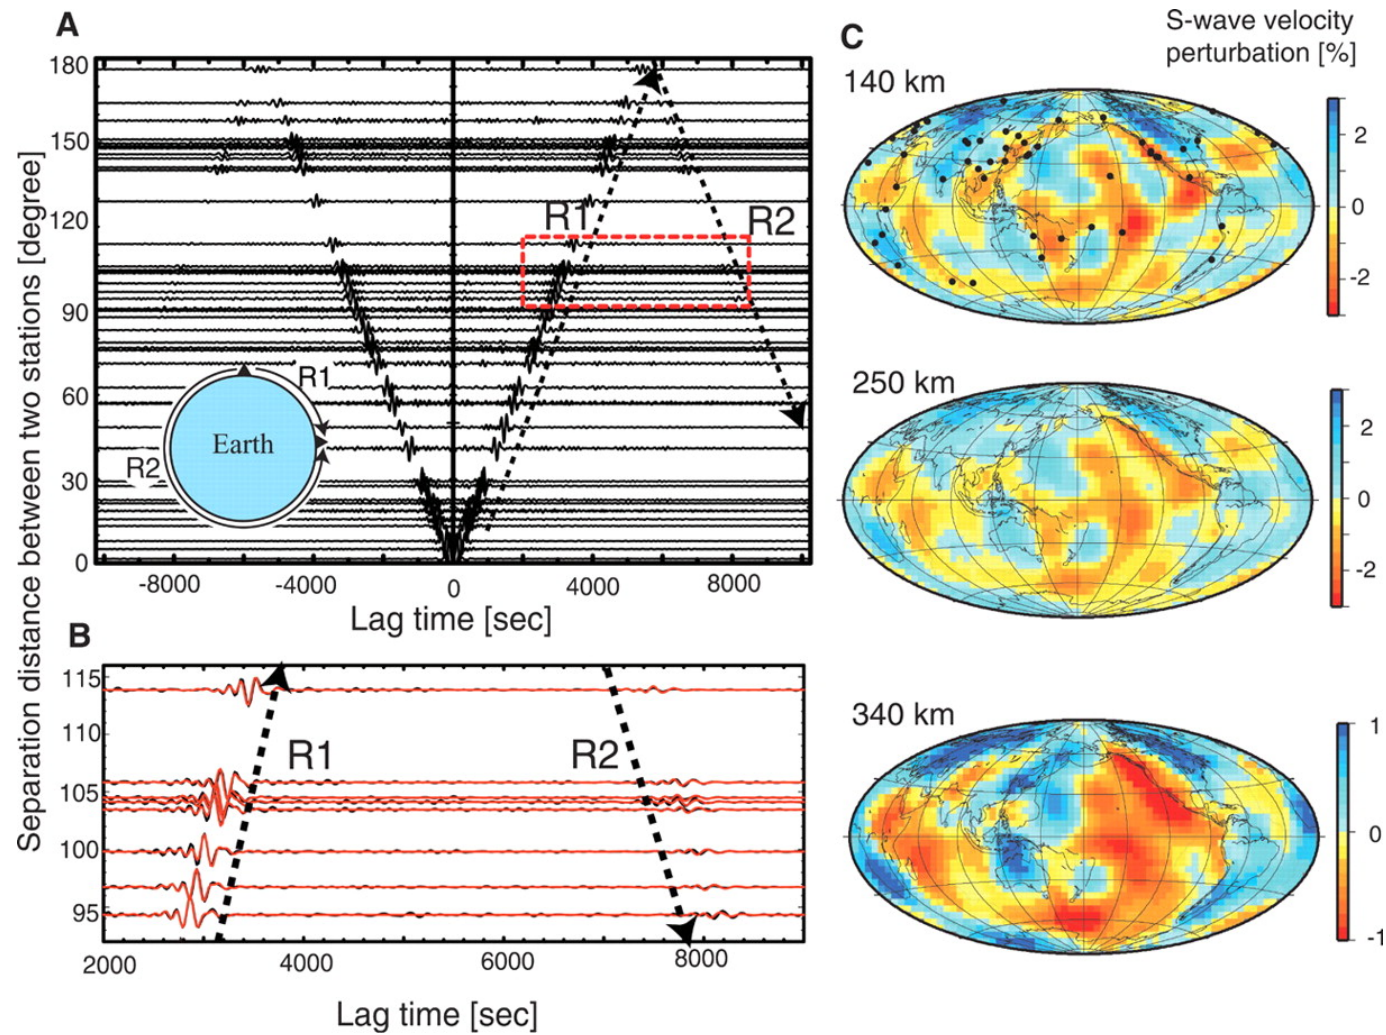 A
180
150
120
90
60
30
0
-8000
-4000
0
4000
8000
Lag time [sec]
Separation distance between two stations [degree]
R1
R2
R1
Earth
R2
B
115
110
105
100
95
R1
R2
2000
4000
6000
8000
Lag time [sec]
C
S-wave velocity
perturbation [%]
140 km
2
0
-2
250 km
2
0
-2
340 km
1
0
-1